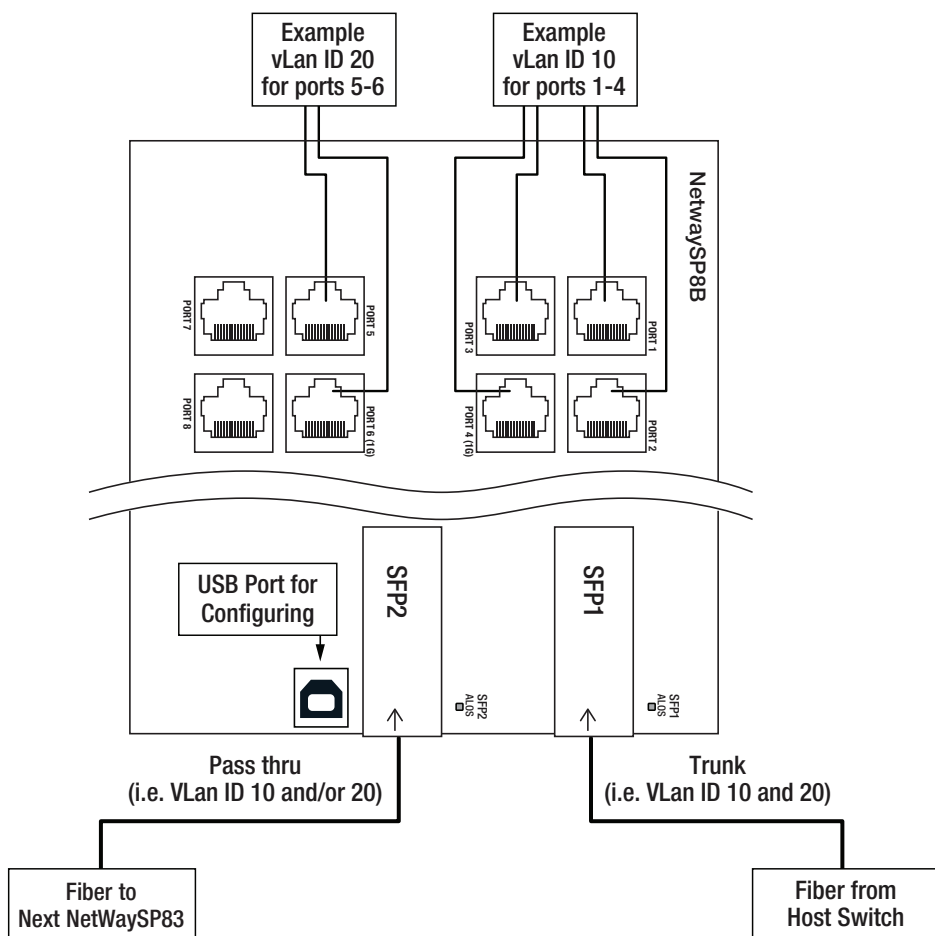 Example
vLan ID 20
for ports 5-6
Example
vLan ID 10
for ports 1-4
NetwaySP8B
PORT 7
PORT 5
PORT 3
PORT 1
PORT 8
PORT 6 (1G)
PORT 4 (1G)
PORT 2
USB Port for
Configuring
SFP2
SFP1
SFP2
ALOS
SFP1
ALOS
Pass thru
(i.e. VLan ID 10 and/or 20)
Trunk
(i.e. VLan ID 10 and 20)
Fiber to
Next NetWaySP83
Fiber from
Host Switch